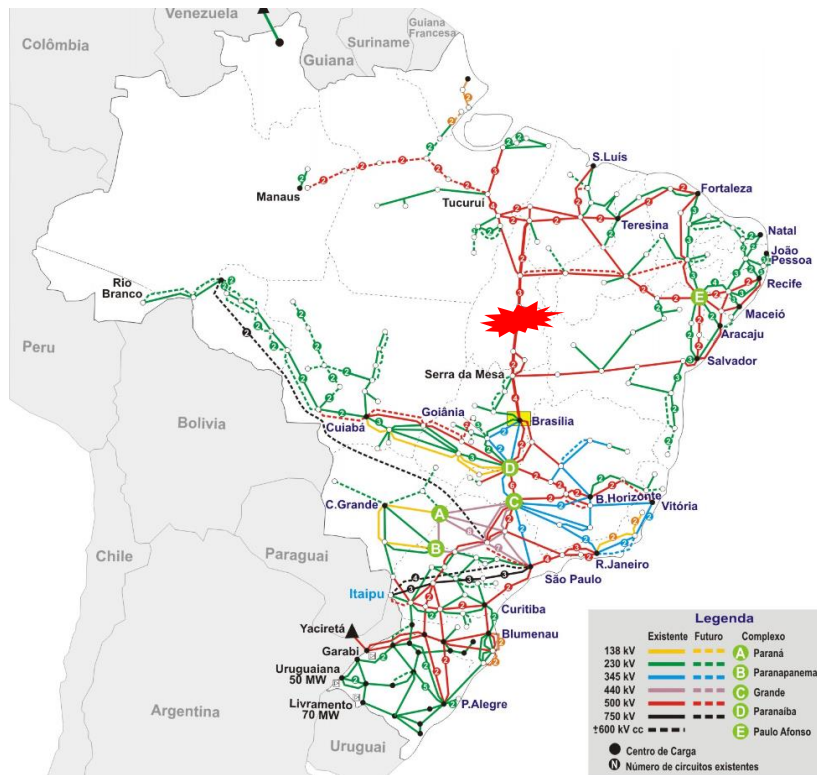 Venezuela
Colômbia
Suriname
Guiana
Francesa
Guiana
S.Luís
Manaus
Tucuruí
Fortaleza
Teresina
Natal
João
Pessoa
Rio
Branco
Recife
E
Maceió
Aracaju
Peru
Salvador
Serra da Mesa
Bolivia
Goiânia
Brasília
Cuiabá
D
B.Horizonte
C
Vitória
C.Grande
A
B
Chile
Paraguai
R.Janeiro
São Paulo
Itaipu
Curitiba
Yaciretá
Blumenau
Garabi
Uruguaiana
50 MW
Livramento
70 MW
P.Alegre
Argentina
Uruguai
Legenda
Existente Futuro Complexo
138 kV A Paraná
230 kV
345 kV B Paranapanema
440 kV C Grande
500 kV D Paranaíba
750 kV
±600 kV cc E Paulo Afonso
Centro de Carga
N Número de circuitos existentes